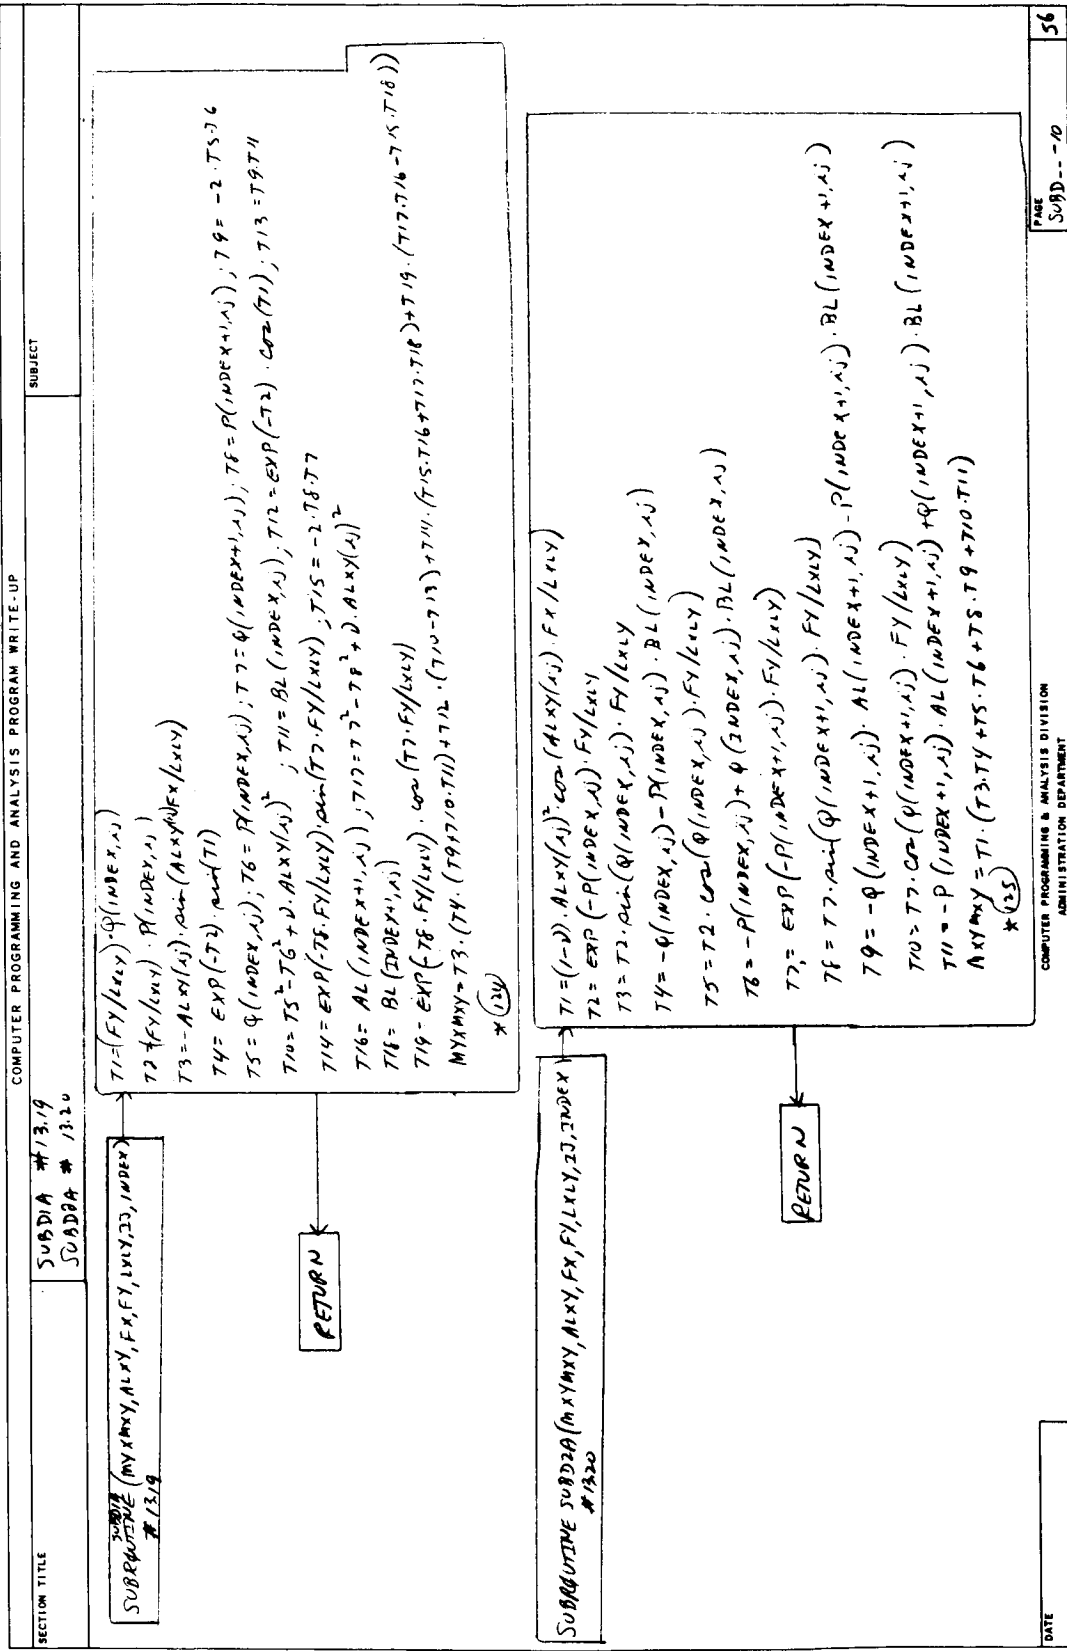 COMPUTER PROGRAMMING AND ANALYSIS PROGRAM WRITE-UP
SECTION TITLE
SUBD1A #13.19
SUBD2A #13.20
SUBJECT
SUBD1A
SUBRØUTINE (MYXMXY,ALXY,FX,FY,LXLY,IJ,INDEX)
#13.19
T1=(FY/LXLY)·Q(INDEX,ij)
T2=(FY/LXLY)·P(INDEX,ij)
T3=-ALXY(ij)·sin(ALXY(ij)FX/LXLY)
T4=EXP(-T2)·sin(T1)
T5=Q(INDEX,ij); T6=P(INDEX,ij); T7=Q(INDEX+1,ij); T8=P(INDEX+1,ij); T9=-2·T5·T6
T10=T5²-T6²+ν·ALXY(ij)²; T11=BL(INDEX,ij); T12=EXP(-T2)·cos(T1); T13=T9·T11
T14=EXP(-T8·FY/LXLY)·sin(T7·FY/LXLY); T15=-2·T8·T7
T16=AL(INDEX+1,ij); T17=T7²-T8²+ν·ALXY(ij)²
T18=BL(INDEX+1,ij)
T19=EXP(-T8·FY/LXLY)·cos(T7·FY/LXLY)
MYXMXY=T3·(T4·(T9+T10·T11)+T12·(T10-T13)+T14·(T15·T16+T17·T18)+T19·(T17·T16-T15·T18))
*(124)
RETURN
SUBRØUTINE SUBD2A(MXYMXY,ALXY,FX,FY,LXLY,IJ,INDEX)
#13.20
T1=(1-ν)·ALXY(ij)²·cos(ALXY(ij)·FX/LXLY)
T2=EXP(-P(INDEX,ij)·FY/LXLY
T3=T2·sin(Q(INDEX,ij)·FY/LXLY
T4=-Q(INDEX,ij)-P(INDEX,ij)·BL(INDEX,ij)
T5=T2·cos(Q(INDEX,ij)·FY/LXLY)
T6=-P(INDEX,ij)+Q(INDEX,ij)·BL(INDEX,ij)
T7=EXP(-P(INDEX+1,ij)·FY/LXLY)
T8=T7·sin(Q(INDEX+1,ij)·FY/LXLY)
T9=-Q(INDEX+1,ij)·AL(INDEX+1,ij)-P(INDEX+1,ij)·BL(INDEX+1,ij)
T10=T7·cos(Q(INDEX+1,ij)·FY/LXLY)
T11=-P(INDEX+1,ij)·AL(INDEX+1,ij)+Q(INDEX+1,ij)·BL(INDEX+1,ij)
MXYMXY=T1·(T3·T4+T5·T6+T8·T9+T10·T11)
*(125)
RETURN
DATE
COMPUTER PROGRAMMING & ANALYSIS DIVISION
ADMINISTRATION DEPARTMENT
PAGE
SUBD---10
56